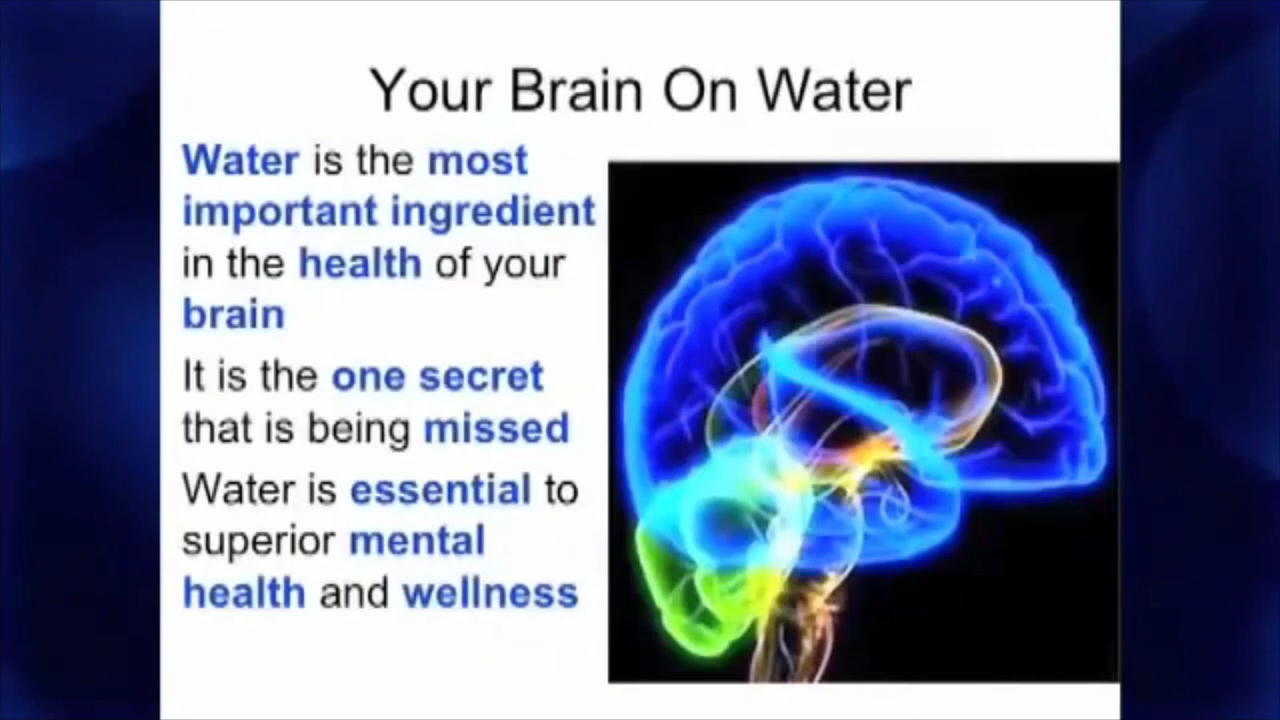 Your Brain On Water
Water is the most
important ingredient
in the health of your
brain
It is the one secret
that is being missed
Water is essential to
superior mental
health and wellness